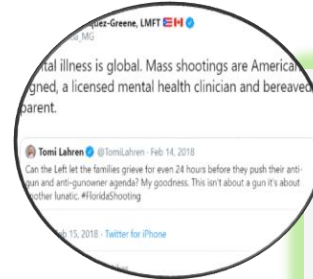 quez-Greene, LMFT
a_MG
tal illness is global. Mass shootings are American
gned, a licensed mental health clinician and bereaved
parent.
Tomi Lahren @TomiLahren · Feb 14, 2018
Can the Left let the families grieve for even 24 hours before they push their anti-
gun and anti-gunowner agenda? My goodness. This isn't about a gun it's about
another lunatic. #FloridaShooting
eb 15, 2018 · Twitter for iPhone